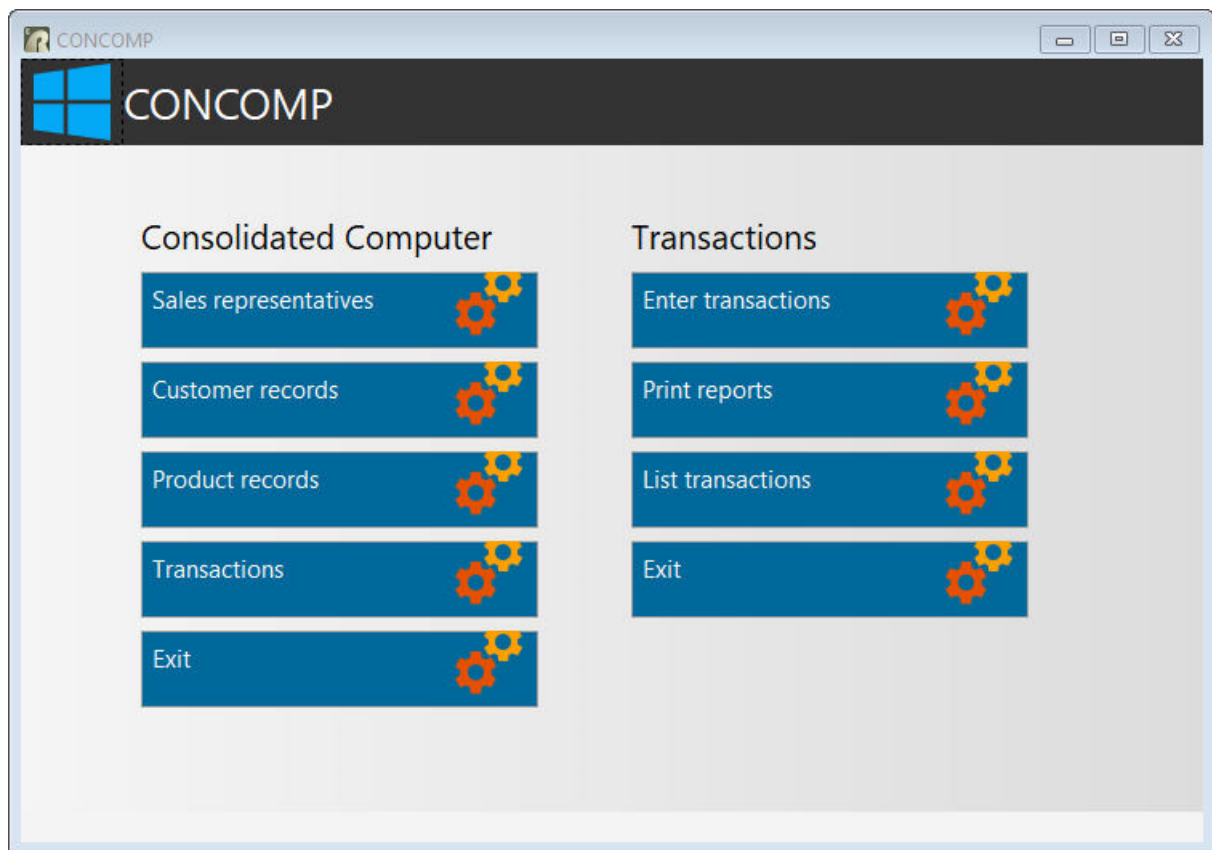 CONCOMP
CONCOMP
Consolidated Computer
Sales representatives
Customer records
Product records
Transactions
Exit
Transactions
Enter transactions
Print reports
List transactions
Exit